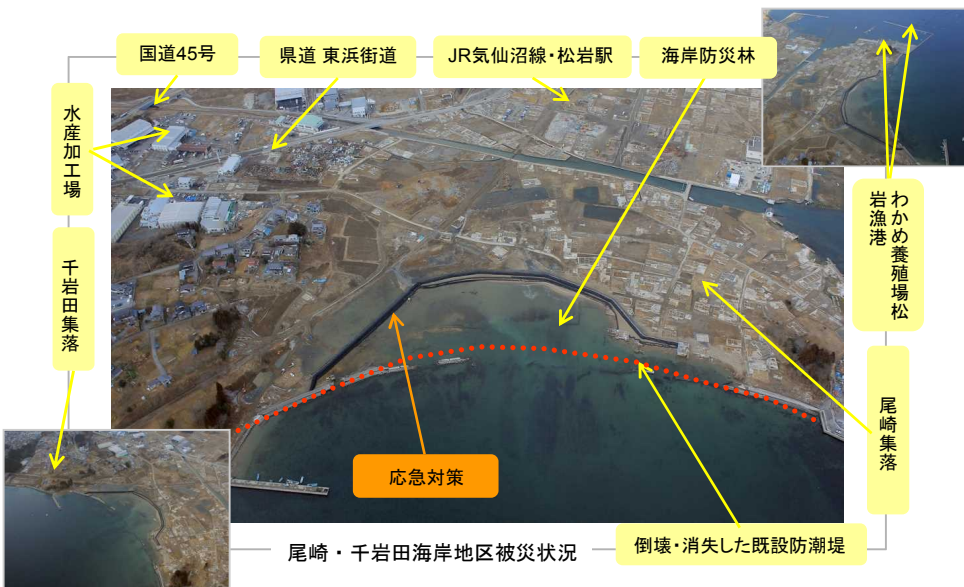 国道45号
県道 東浜街道
JR気仙沼線・松岩駅
海岸防災林
水産加工場
千岩田集落
わかめ養殖場松
岩漁港
尾崎集落
応急対策
倒壊・消失した既設防潮堤
尾崎・千岩田海岸地区被災状況